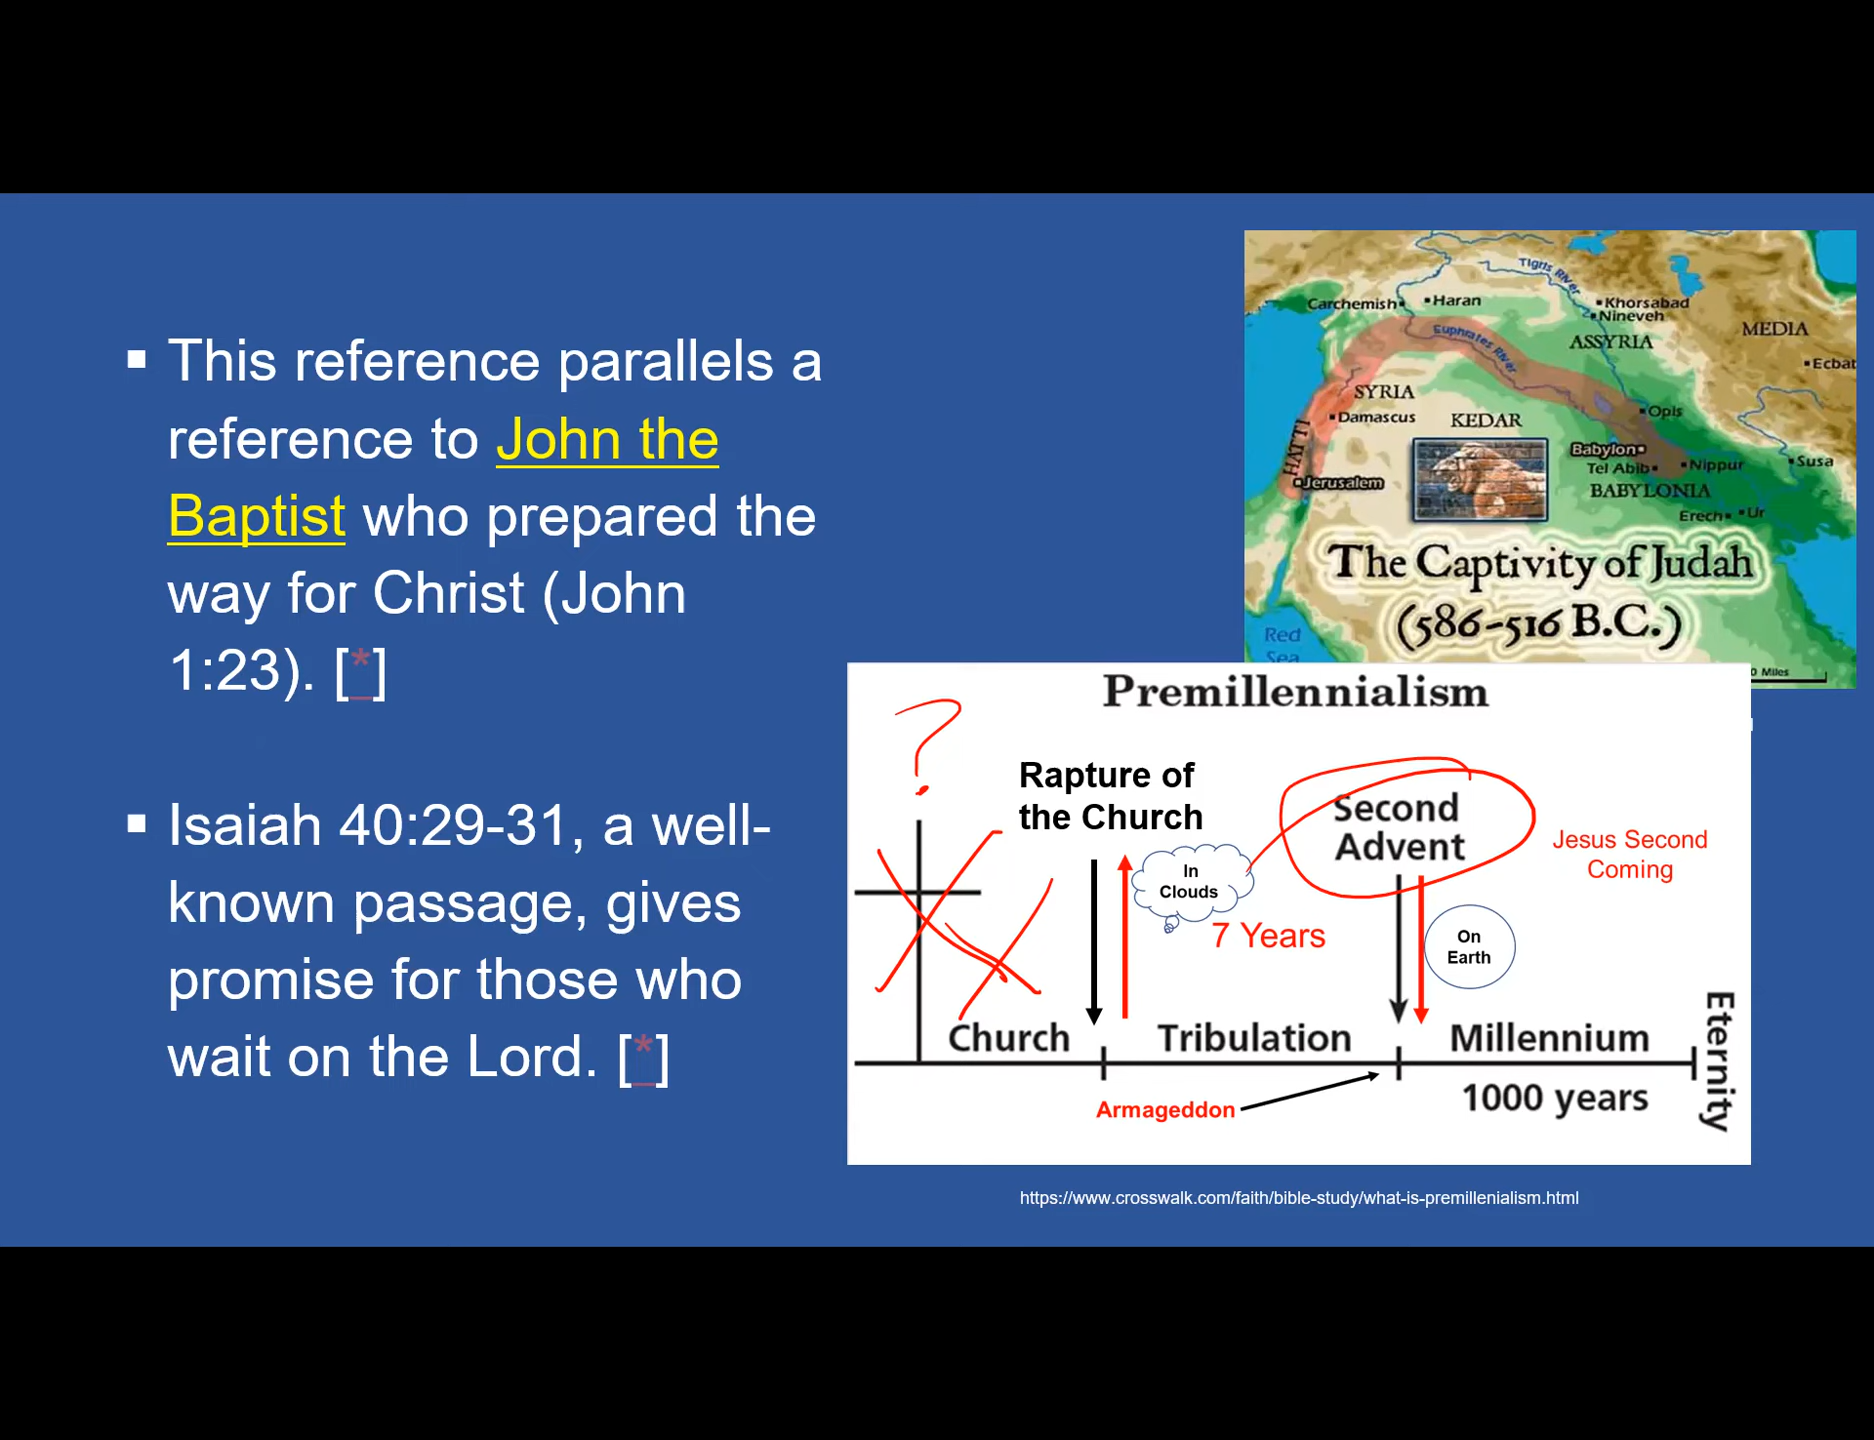 ▪ This reference parallels a
reference to John the
Baptist who prepared the
way for Christ (John
1:23). [*]
▪ Isaiah 40:29-31, a well-
known passage, gives
promise for those who
wait on the Lord. [*]
Tigris River
Carchemish
Haran
Khorsabad
Nineveh
MEDIA
Euphrates River
ASSYRIA
Ecbat
SYRIA
Damascus
KEDAR
Opis
HATTI
Babylon
Tel Abib
Nippur
Susa
Jerusalem
BABYLONIA
Erech
Ur
The Captivity of Judah
(586-516 B.C.)
Red
Sea
0 Miles
Premillennialism
?
Rapture of
the Church
Second
Advent
Jesus Second
Coming
In
Clouds
7 Years
On
Earth
Church
Tribulation
Millennium
Eternity
Armageddon
1000 years
https://www.crosswalk.com/faith/bible-study/what-is-premillenialism.html